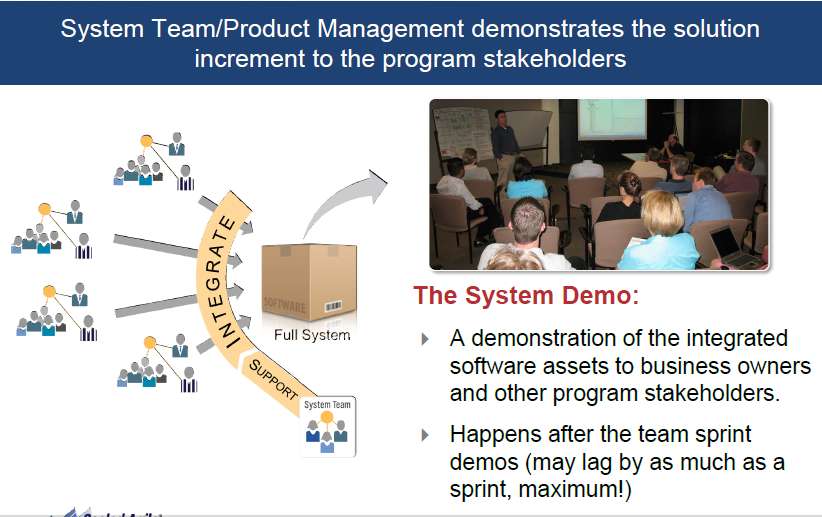 System Team/Product Management demonstrates the solution
increment to the program stakeholders
INTEGRATE
SOFTWARE
Full System
SUPPORT
System Team
The System Demo:
A demonstration of the integrated
software assets to business owners
and other program stakeholders.
Happens after the team sprint
demos (may lag by as much as a
sprint, maximum!)